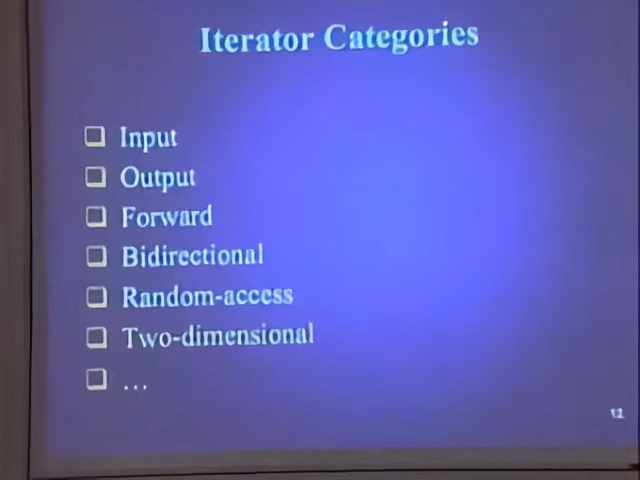 Iterator Categories
Input
Output
Forward
Bidirectional
Random-access
Two-dimensional
...
12